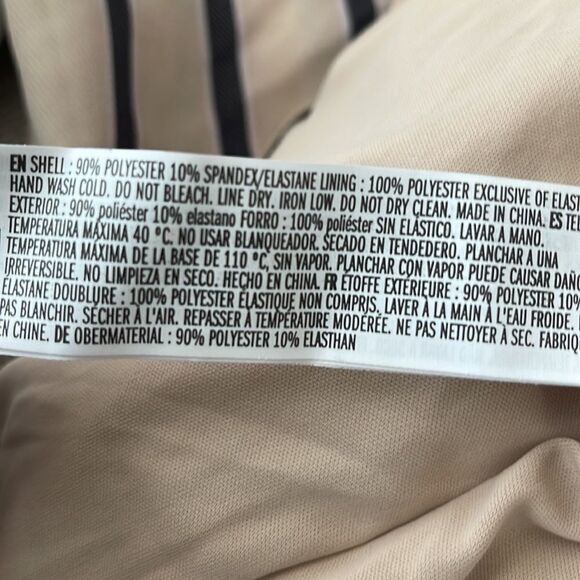 EN SHELL : 90% POLYESTER 10% SPANDEX/ELASTANE LINING : 100% POLYESTER EXCLUSIVE OF ELAST
HAND WASH COLD. DO NOT BLEACH. LINE DRY. IRON LOW. DO NOT DRY CLEAN. MADE IN CHINA. ES TEL
EXTERIOR : 90% poliéster 10% elastano FORRO : 100% poliéster SIN ELÁSTICO. LAVAR A MANO.
TEMPERATURA MÁXIMA 40 °C. NO USAR BLANQUEADOR. SECADO EN TENDEDERO. PLANCHAR A UNA
TEMPERATURA MÁXIMA DE LA BASE DE 110 °C, SIN VAPOR. PLANCHAR CON VAPOR PUEDE CAUSAR DAÑO
IRREVERSIBLE. NO LIMPIEZA EN SECO. HECHO EN CHINA. FR ÉTOFFE EXTÉRIEURE : 90% POLYESTER 10%
ELASTANE DOUBLURE : 100% POLYESTER ÉLASTIQUE NON COMPRIS. LAVER À LA MAIN À L'EAU FROIDE.
PAS BLANCHIR. SÉCHER À L'AIR. REPASSER À TEMPÉRATURE MODÉRÉE. NE PAS NETTOYER À SEC. FABRIQU
EN CHINE. DE OBERMATERIAL : 90% POLYESTER 10% ELASTHAN